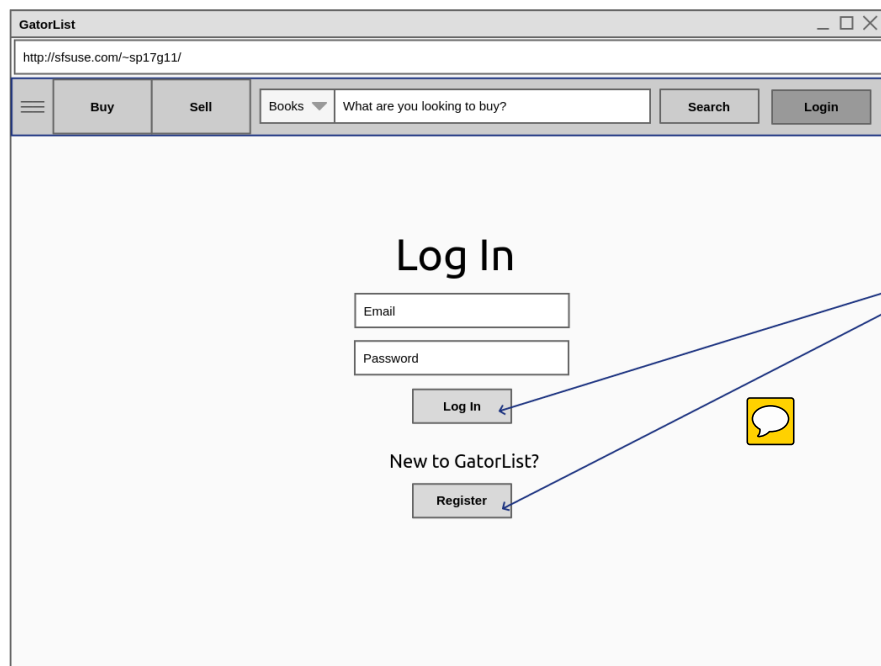 GatorList
http://sfsuse.com/~sp17g11/
Buy Sell Books What are you looking to buy? Search Login
Log In
Email
Password
Log In
New to GatorList?
Register